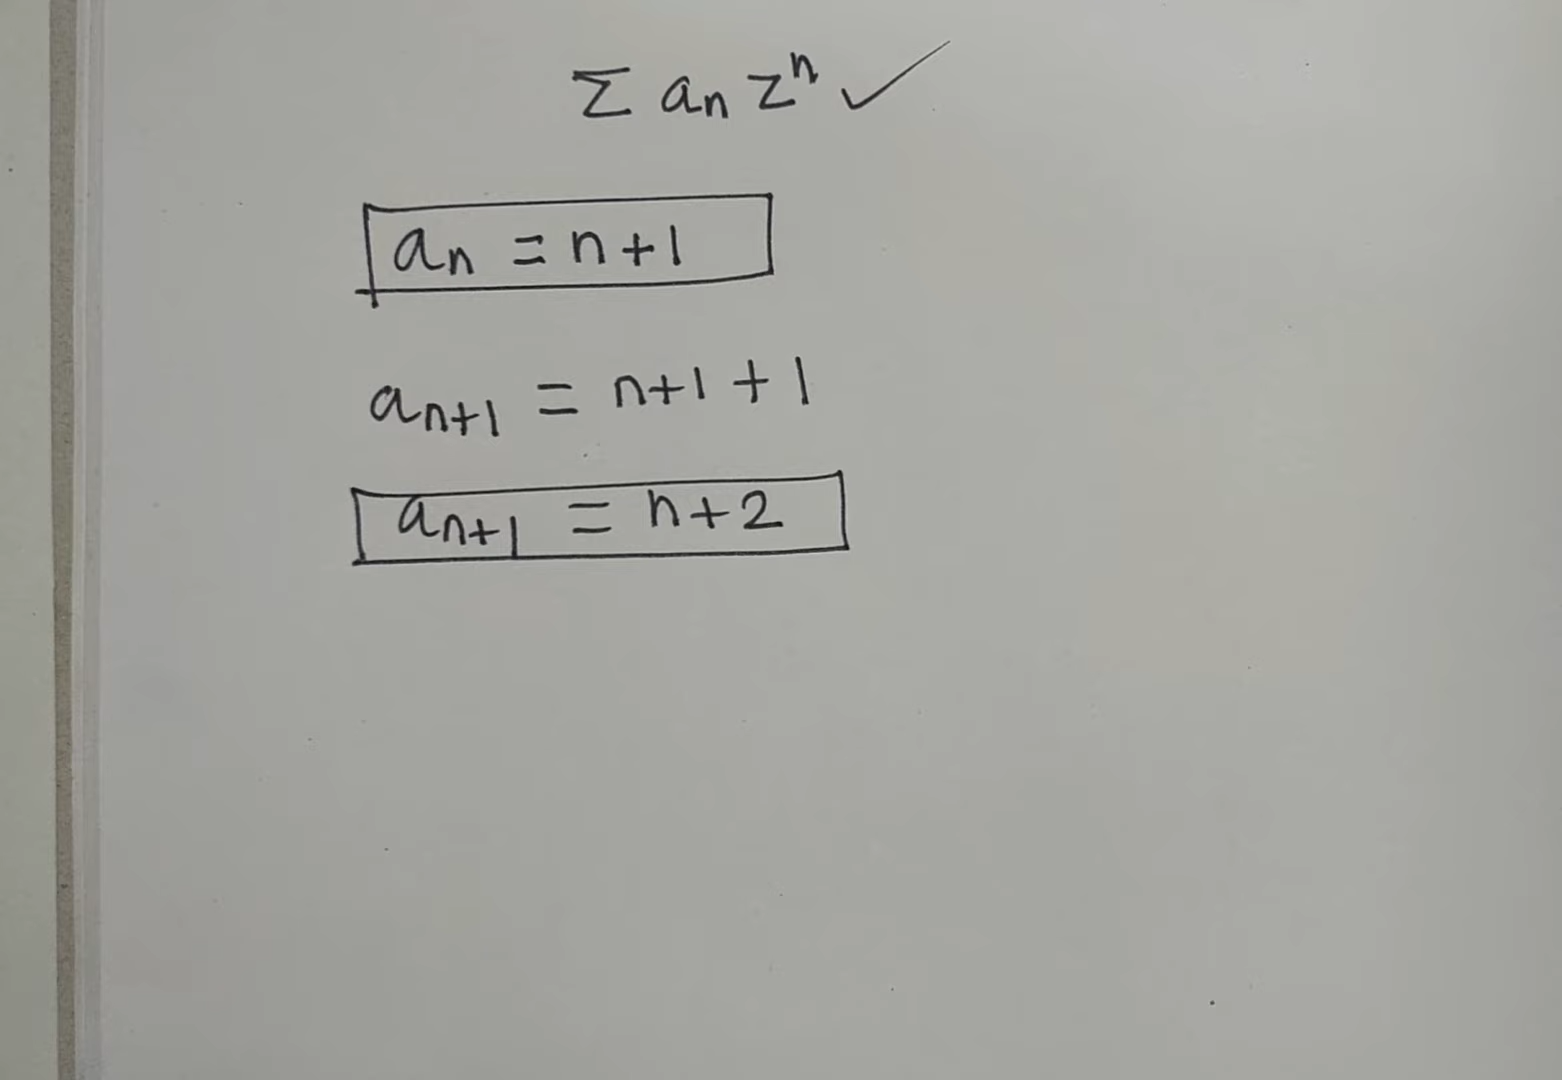 Σ aₙ zⁿ ✓
aₙ = n+1
aₙ₊₁ = n+1+1
aₙ₊₁ = n+2